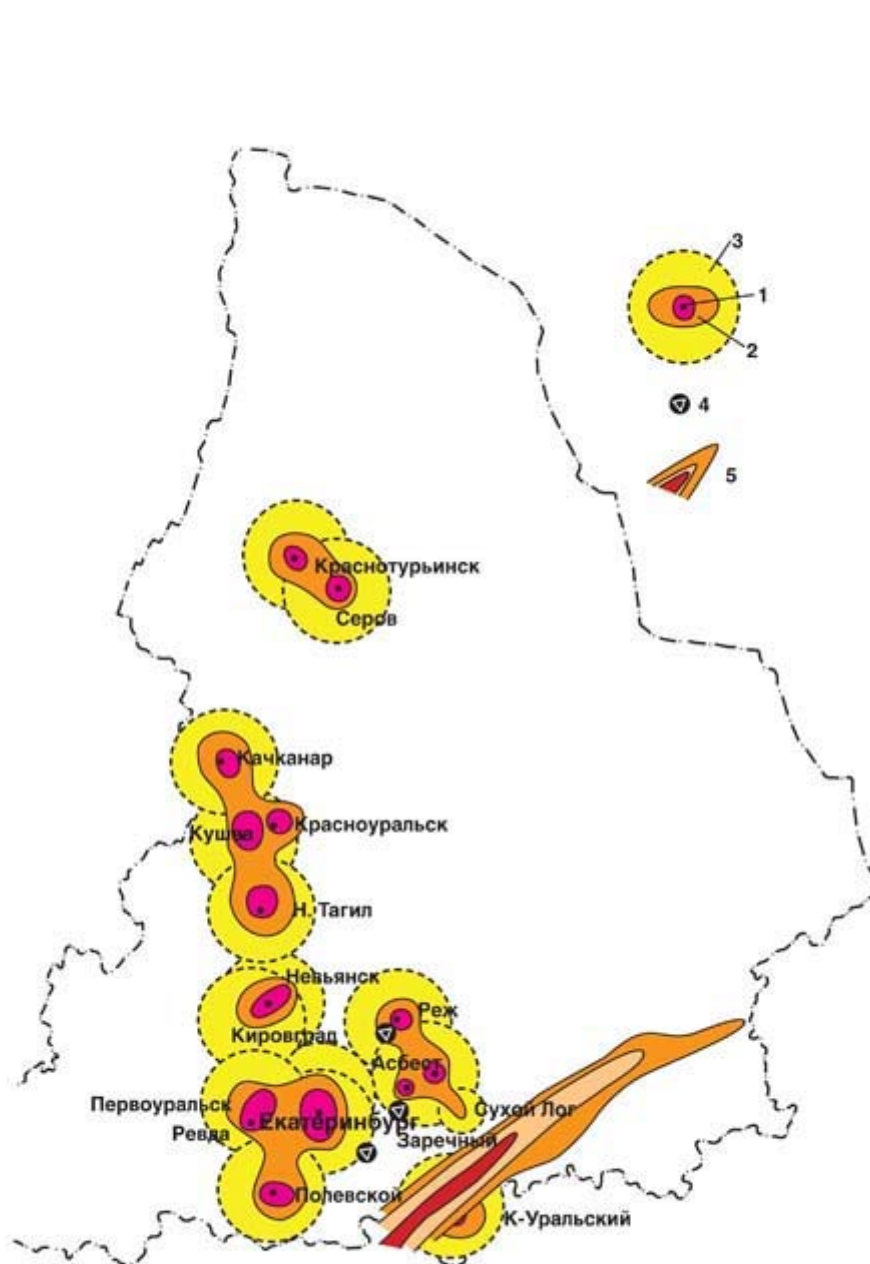 3
1
2
4
5
Краснотурьинск
Серов
Качканар
Кушва
Красноуральск
Н. Тагил
Невьянск
Реж
Кировград
Асбест
Первоуральск
Сухой Лог
Екатеринбург
Ревда
Заречный
Полевской
К-Уральский